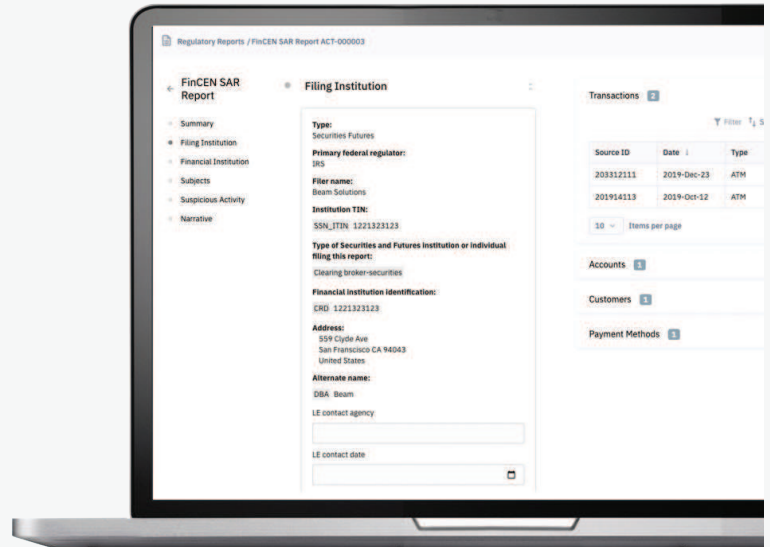 Regulatory Reports / FinCEN SAR Report ACT-000003
FinCEN SAR
Report
Summary
Filing Institution
Financial Institution
Subjects
Suspicious Activity
Narrative
Filing Institution
Type:
Securities Futures
Primary federal regulator:
IRS
Filer name:
Beam Solutions
Institution TIN:
SSN_ITIN 1221323123
Type of Securities and Futures institution or individual
filing this report:
Clearing broker-securities
Financial institution identification:
CRD 1221323123
Address:
559 Clyde Ave
San Franscisco CA 94043
United States
Alternate name:
DBA Beam
LE contact agency
LE contact date
Transactions 2
Filter S
Source ID Date Type
203312111 2019-Dec-23 ATM
201914113 2019-Oct-12 ATM
10 Items per page
Accounts 1
Customers 1
Payment Methods 1